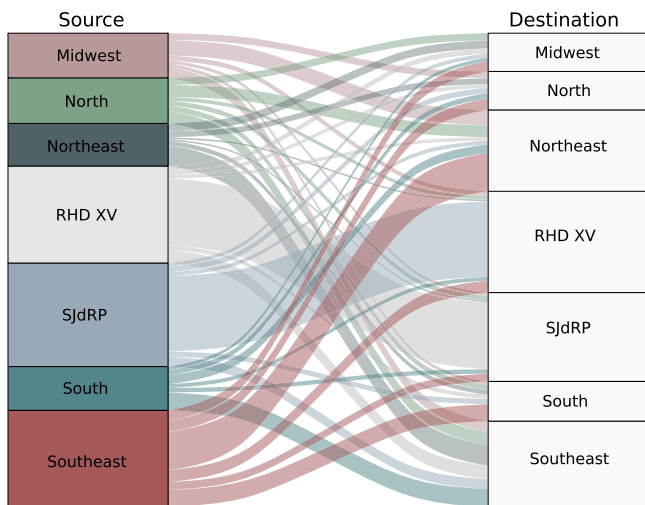 Source
Destination
Midwest
North
Northeast
RHD XV
SJdRP
South
Southeast
Midwest
North
Northeast
RHD XV
SJdRP
South
Southeast